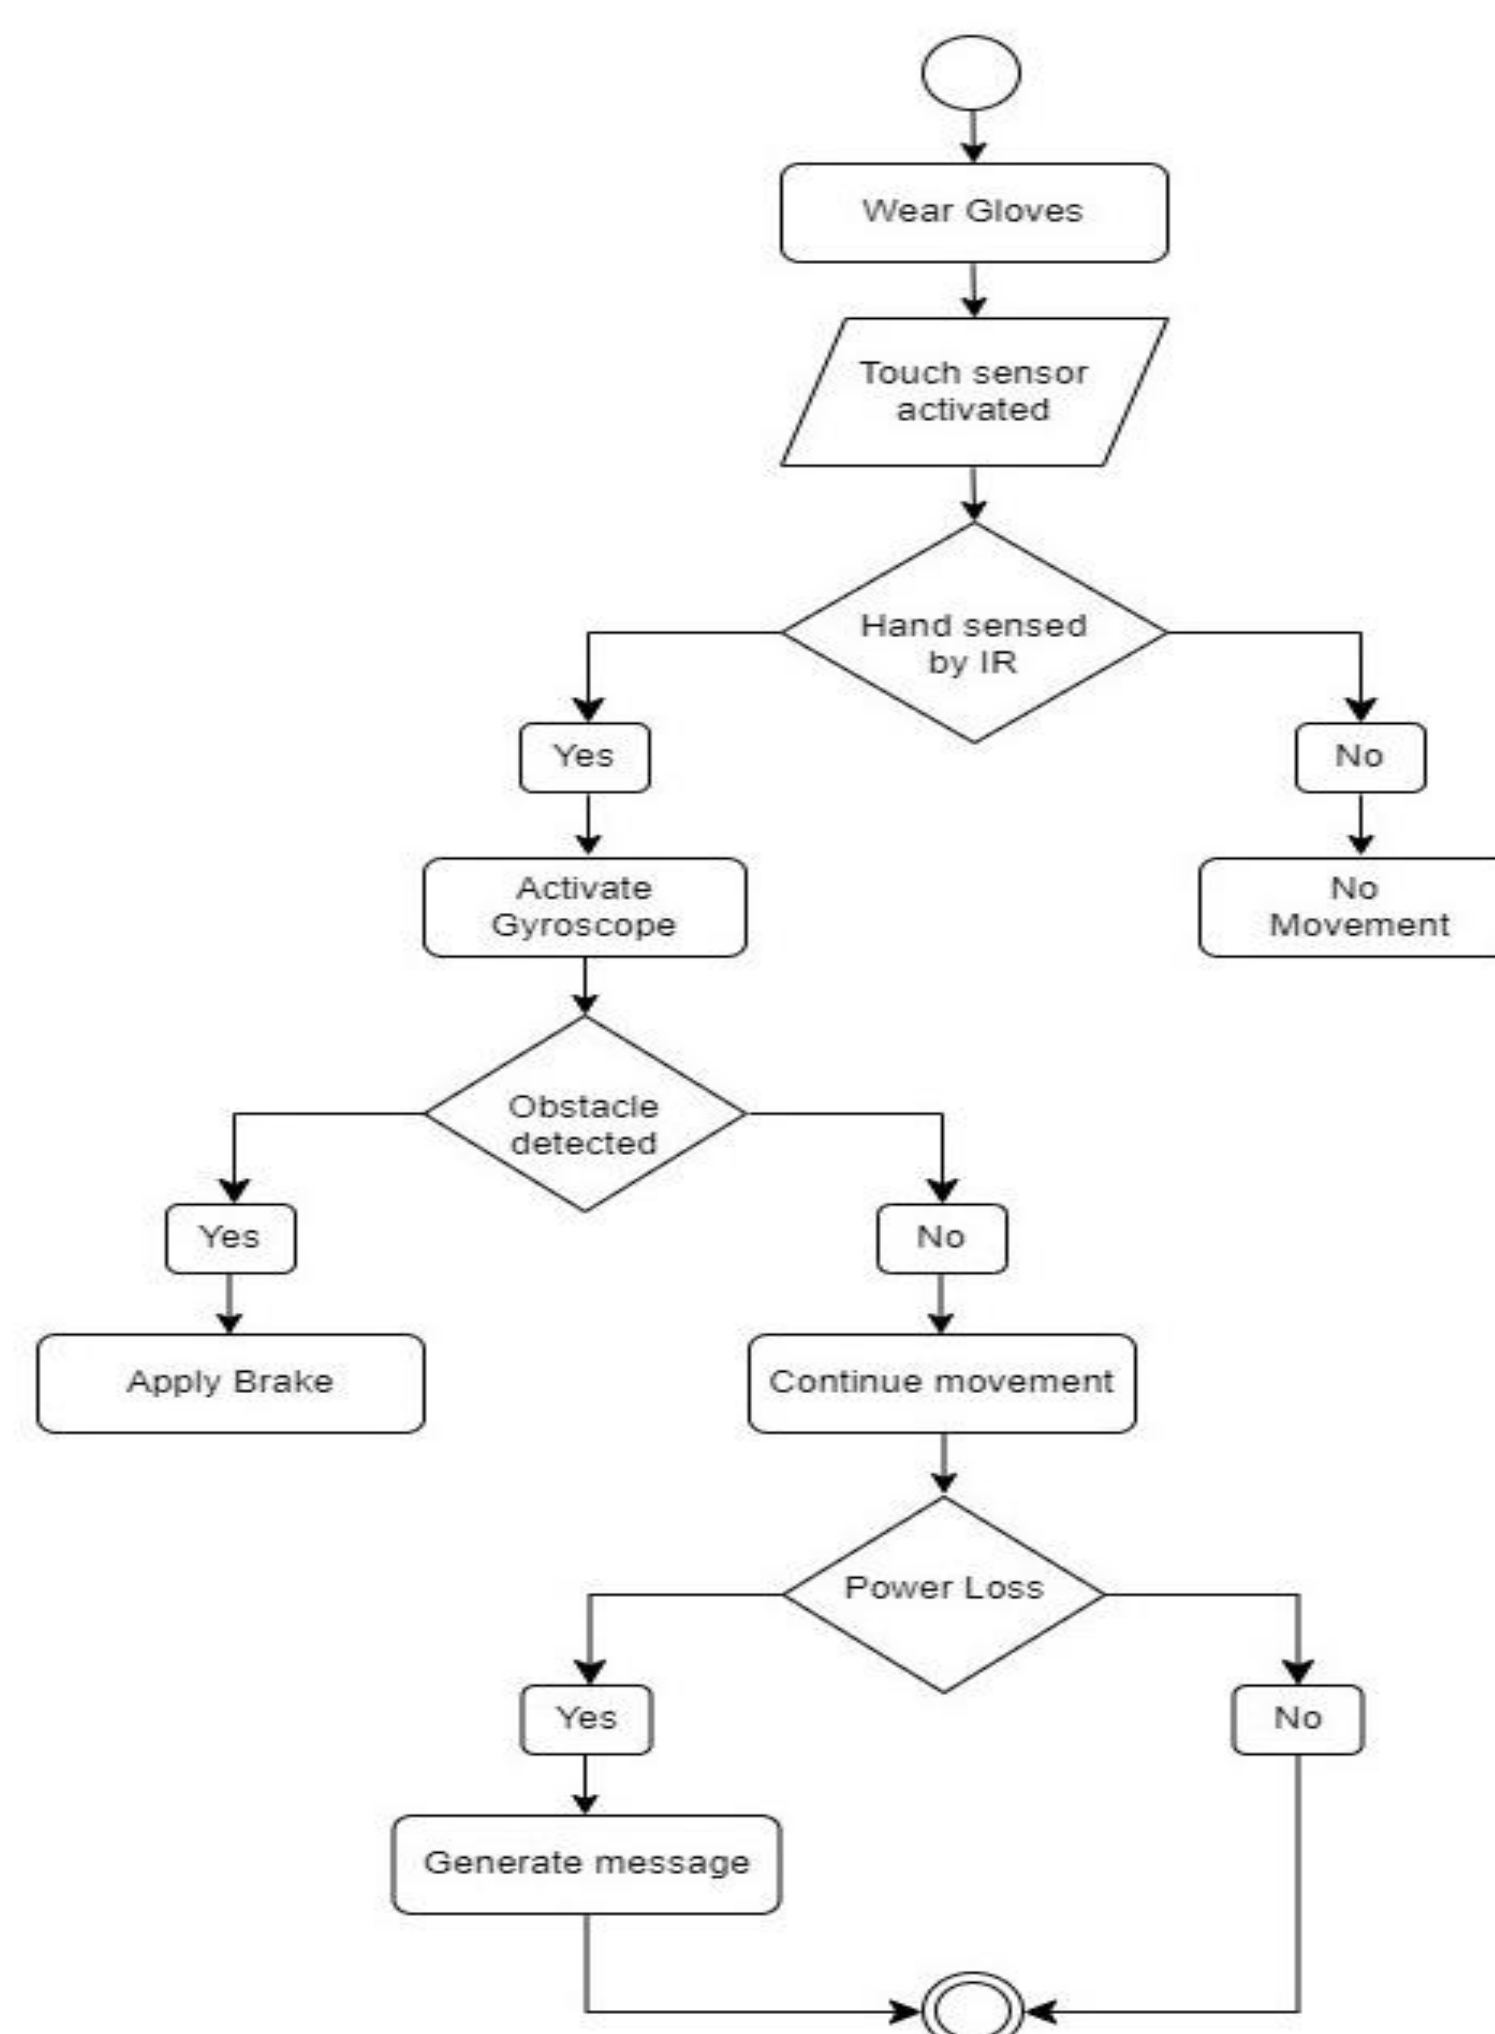 Wear Gloves
Touch sensor
activated
Hand sensed
by IR
Yes
No
Activate
Gyroscope
No
Movement
Obstacle
detected
Yes
No
Apply Brake
Continue movement
Power Loss
Yes
No
Generate message